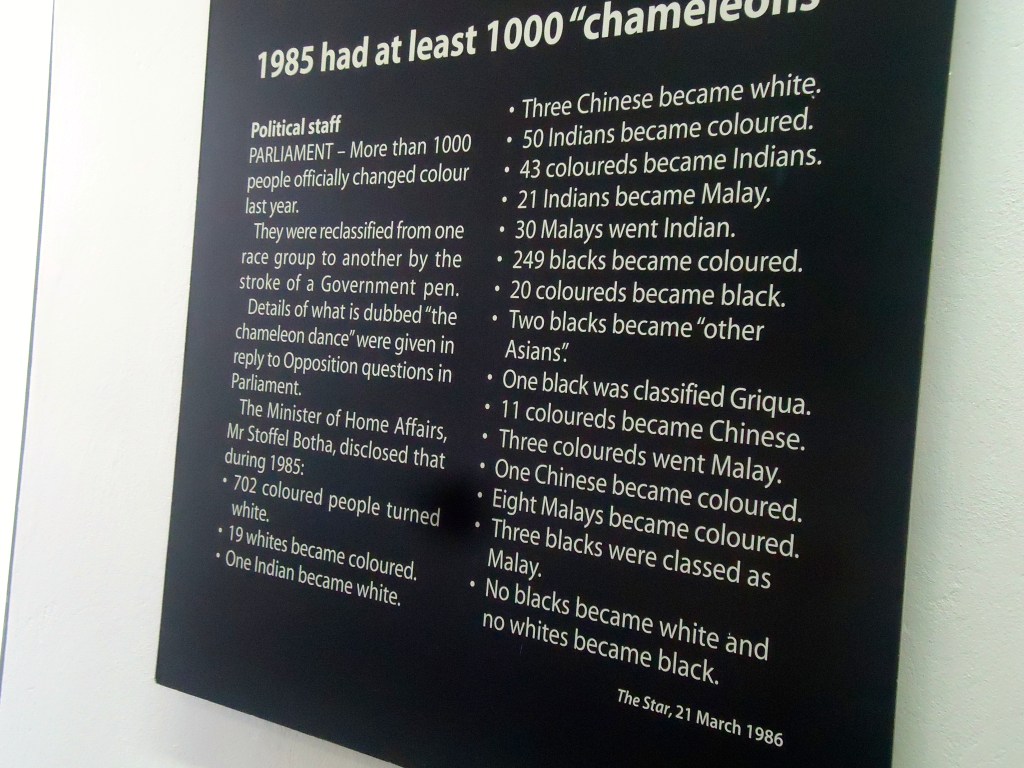 1985 had at least 1000 “chameleons”
Political staff
PARLIAMENT – More than 1000
people officially changed colour
last year.
They were reclassified from one
race group to another by the
stroke of a Government pen.
Details of what is dubbed “the
chameleon dance” were given in
reply to Opposition questions in
Parliament.
The Minister of Home Affairs,
Mr Stoffel Botha, disclosed that
during 1985:
• 702 coloured people turned
white.
• 19 whites became coloured.
• One Indian became white.
• Three Chinese became white.
• 50 Indians became coloured.
• 43 coloureds became Indians.
• 21 Indians became Malay.
• 30 Malays went Indian.
• 249 blacks became coloured.
• 20 coloureds became black.
• Two blacks became “other
Asians”.
• One black was classified Griqua.
• 11 coloureds became Chinese.
• Three coloureds went Malay.
• One Chinese became coloured.
• Eight Malays became coloured.
• Three blacks were classed as
Malay.
• No blacks became white and
no whites became black.
The Star, 21 March 1986